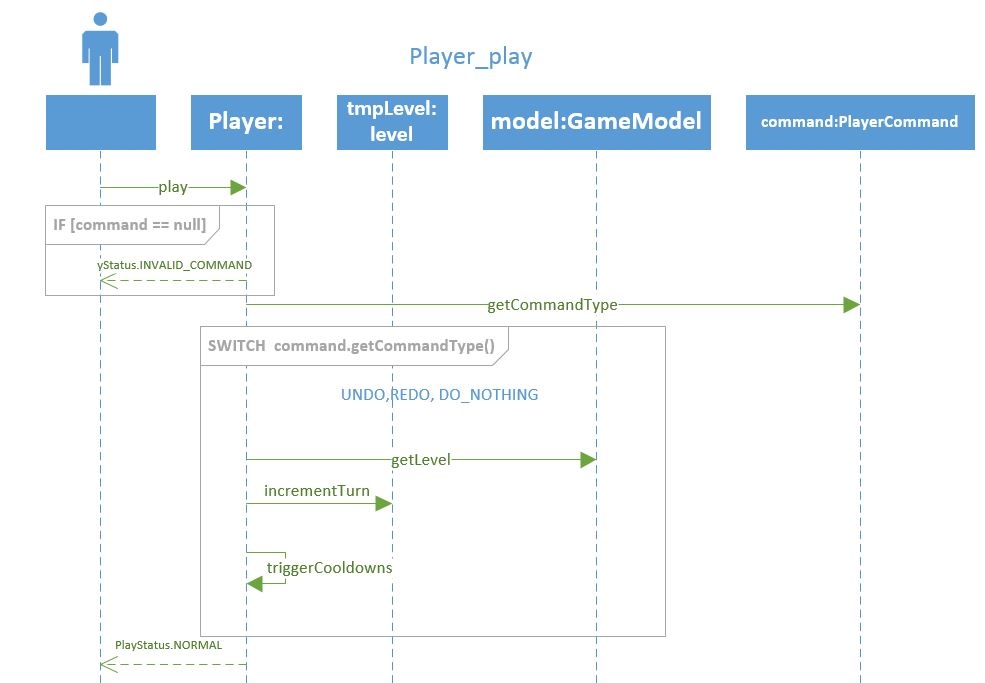 Player_play
Player:
tmpLevel:
level
model:GameModel
command:PlayerCommand
play
IF [command == null]
yStatus.INVALID_COMMAND
getCommandType
SWITCH command.getCommandType()
UNDO,REDO, DO_NOTHING
getLevel
incrementTurn
triggerCooldowns
PlayStatus.NORMAL